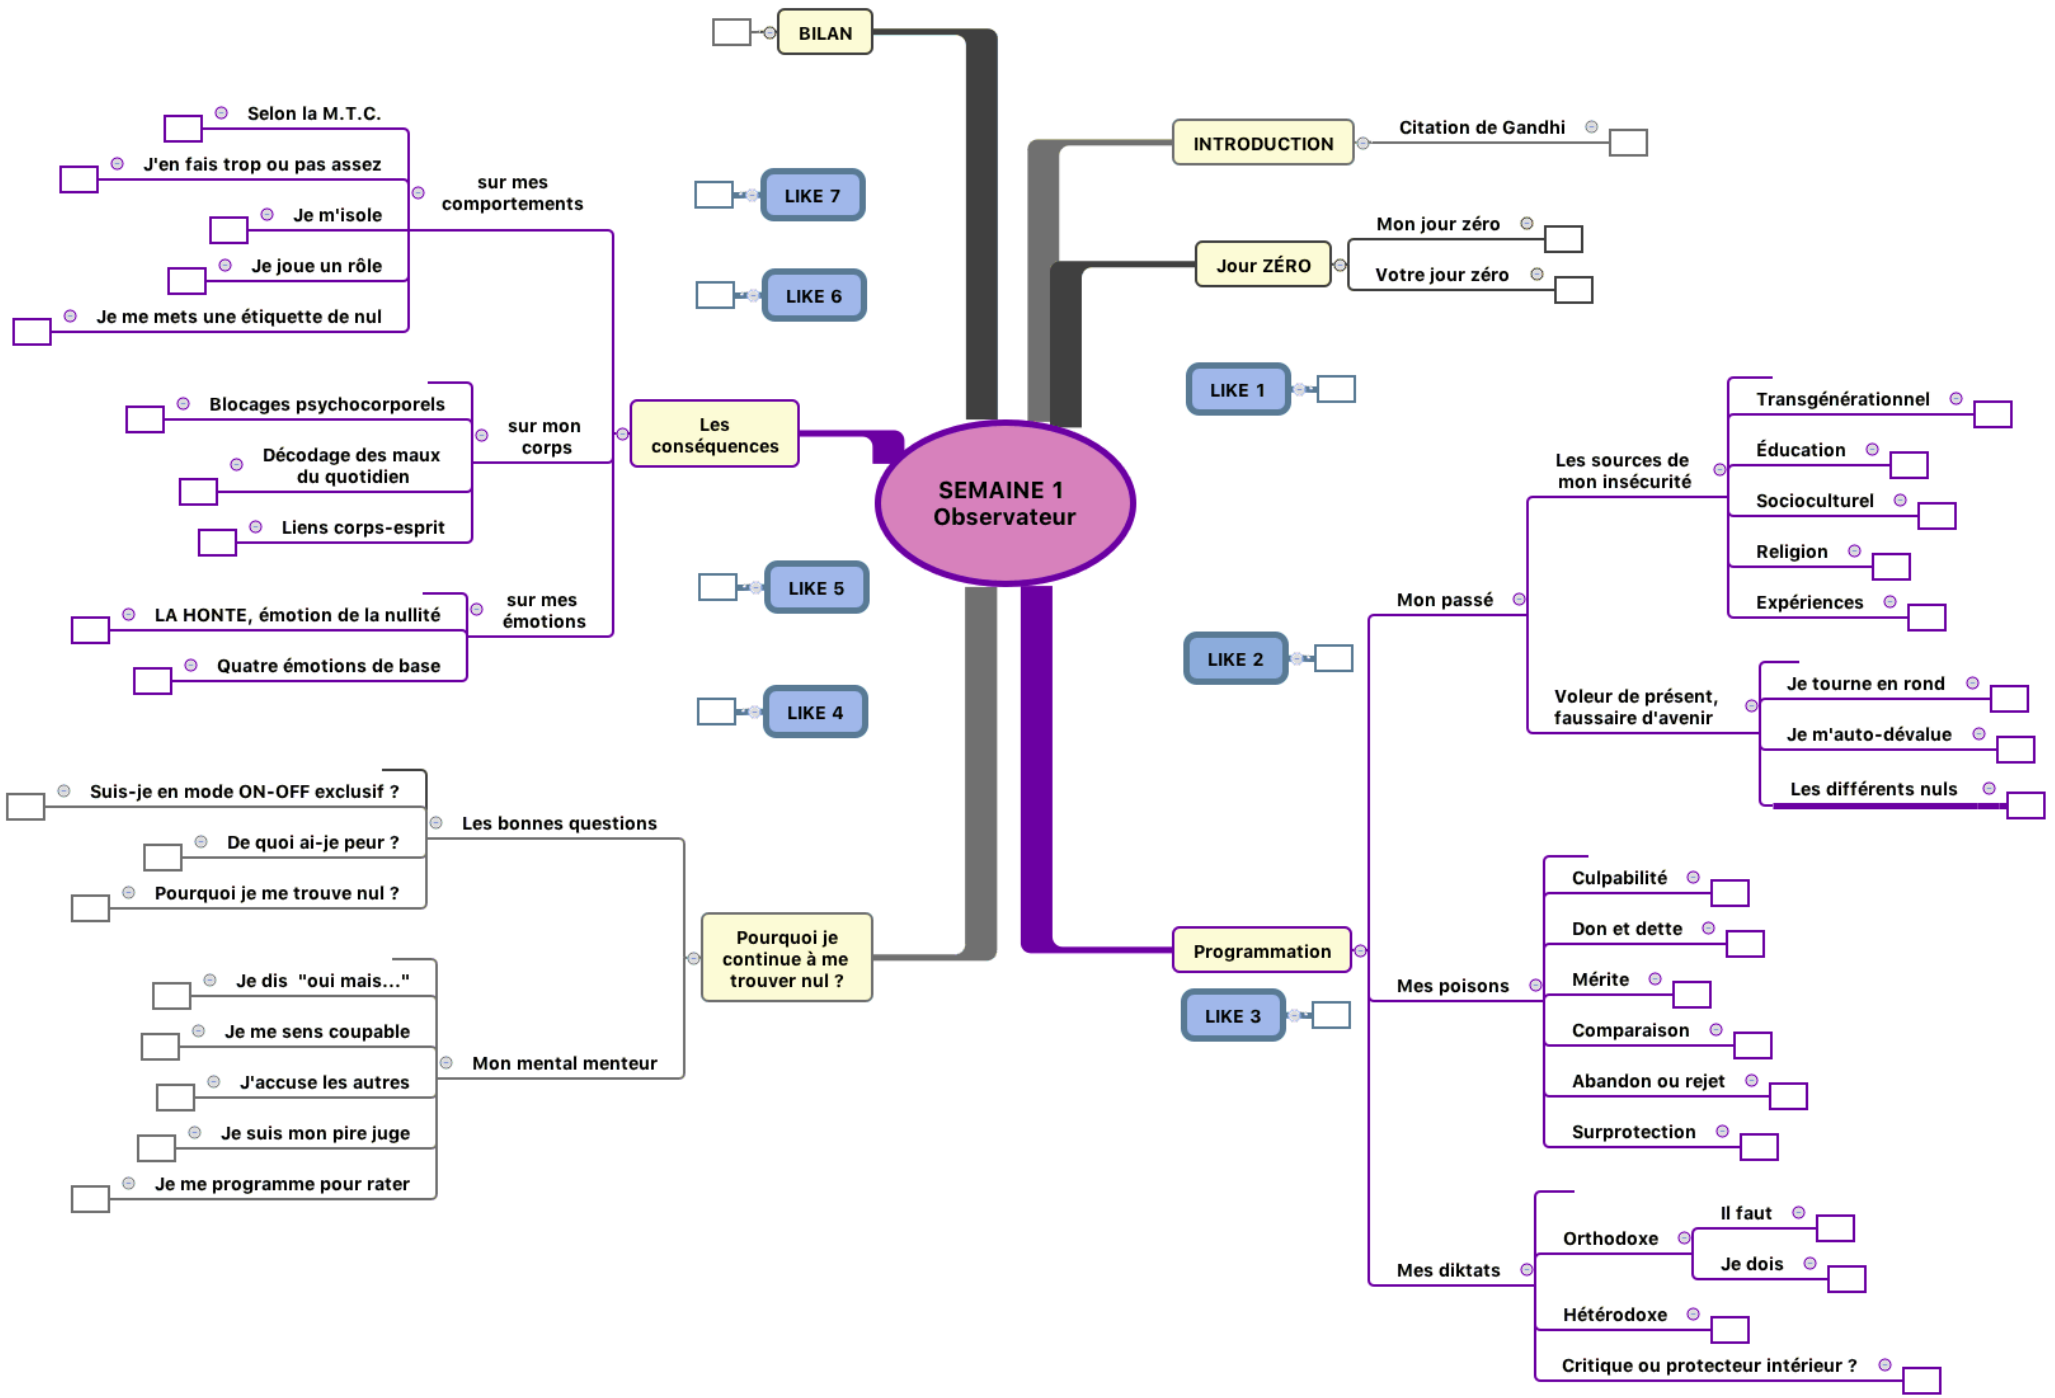 SEMAINE 1
Observateur
INTRODUCTION
Citation de Gandhi
Jour ZÉRO
Mon jour zéro
Votre jour zéro
LIKE 1
LIKE 2
Programmation
Mon passé
Les sources de
mon insécurité
Transgénérationnel
Éducation
Socioculturel
Religion
Expériences
Voleur de présent,
faussaire d'avenir
Je tourne en rond
Je m'auto-dévalue
Les différents nuls
Mes poisons
Culpabilité
Don et dette
Mérite
Comparaison
Abandon ou rejet
Surprotection
Mes diktats
Orthodoxe
Il faut
Je dois
Hétérodoxe
Critique ou protecteur intérieur ?
LIKE 3
Pourquoi je
continue à me
trouver nul ?
Les bonnes questions
Suis-je en mode ON-OFF exclusif ?
De quoi ai-je peur ?
Pourquoi je me trouve nul ?
Mon mental menteur
Je dis "oui mais..."
Je me sens coupable
J'accuse les autres
Je suis mon pire juge
Je me programme pour rater
LIKE 4
LIKE 5
Les
conséquences
sur mes
comportements
Selon la M.T.C.
J'en fais trop ou pas assez
Je m'isole
Je joue un rôle
Je me mets une étiquette de nul
sur mon
corps
Blocages psychocorporels
Décodage des maux
du quotidien
Liens corps-esprit
sur mes
émotions
LA HONTE, émotion de la nullité
Quatre émotions de base
LIKE 6
LIKE 7
BILAN